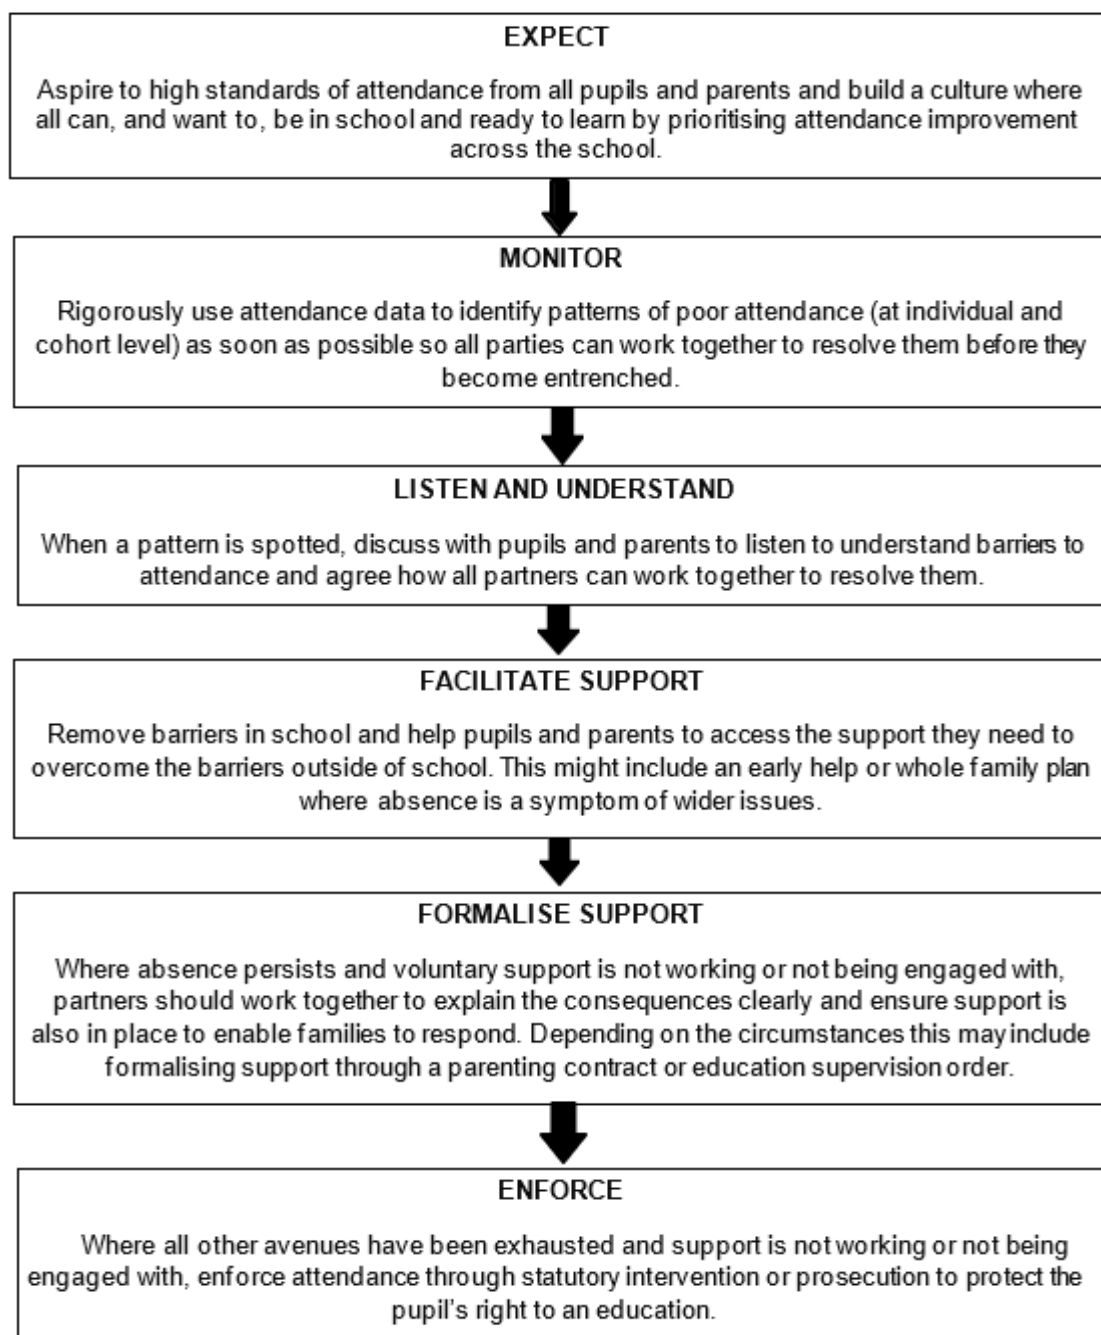 EXPECT
Aspire to high standards of attendance from all pupils and parents and build a culture where
all can, and want to, be in school and ready to learn by prioritising attendance improvement
across the school.
MONITOR
Rigorously use attendance data to identify patterns of poor attendance (at individual and
cohort level) as soon as possible so all parties can work together to resolve them before they
become entrenched.
LISTEN AND UNDERSTAND
When a pattern is spotted, discuss with pupils and parents to listen to understand barriers to
attendance and agree how all partners can work together to resolve them.
FACILITATE SUPPORT
Remove barriers in school and help pupils and parents to access the support they need to
overcome the barriers outside of school. This might include an early help or whole family plan
where absence is a symptom of wider issues.
FORMALISE SUPPORT
Where absence persists and voluntary support is not working or not being engaged with,
partners should work together to explain the consequences clearly and ensure support is
also in place to enable families to respond. Depending on the circumstances this may include
formalising support through a parenting contract or education supervision order.
ENFORCE
Where all other avenues have been exhausted and support is not working or not being
engaged with, enforce attendance through statutory intervention or prosecution to protect the
pupil's right to an education.